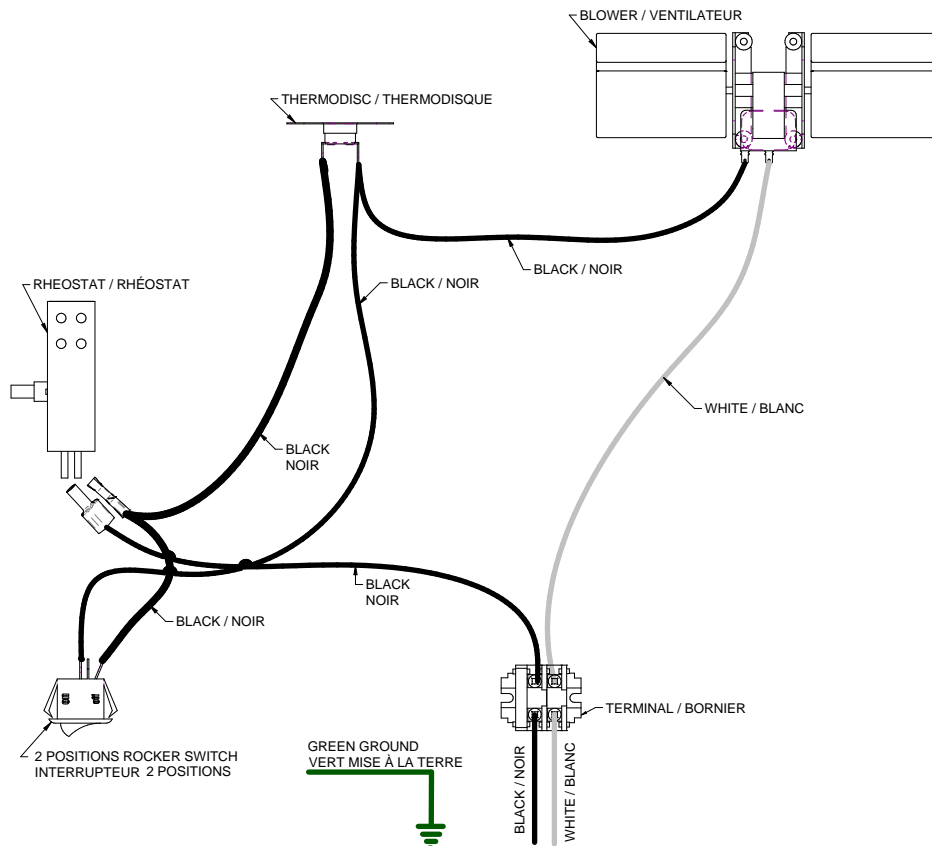 BLOWER / VENTILATEUR
THERMODISC / THERMODISQUE
BLACK / NOIR
BLACK / NOIR
RHEOSTAT / RHÉOSTAT
WHITE / BLANC
BLACK
NOIR
BLACK
NOIR
BLACK / NOIR
TERMINAL / BORNIER
2 POSITIONS ROCKER SWITCH
INTERRUPTEUR 2 POSITIONS
GREEN GROUND
VERT MISE À LA TERRE
BLACK / NOIR
WHITE / BLANC